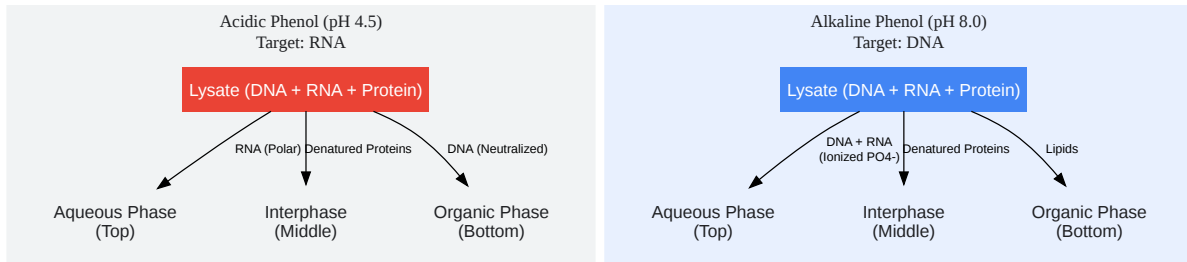 Acidic Phenol (pH 4.5)
Target: RNA
Lysate (DNA + RNA + Protein)
RNA (Polar)
Denatured Proteins
DNA (Neutralized)
Aqueous Phase
(Top)
Interphase
(Middle)
Organic Phase
(Bottom)
Alkaline Phenol (pH 8.0)
Target: DNA
Lysate (DNA + RNA + Protein)
DNA + RNA
(Ionized PO4-)
Denatured Proteins
Lipids
Aqueous Phase
(Top)
Interphase
(Middle)
Organic Phase
(Bottom)